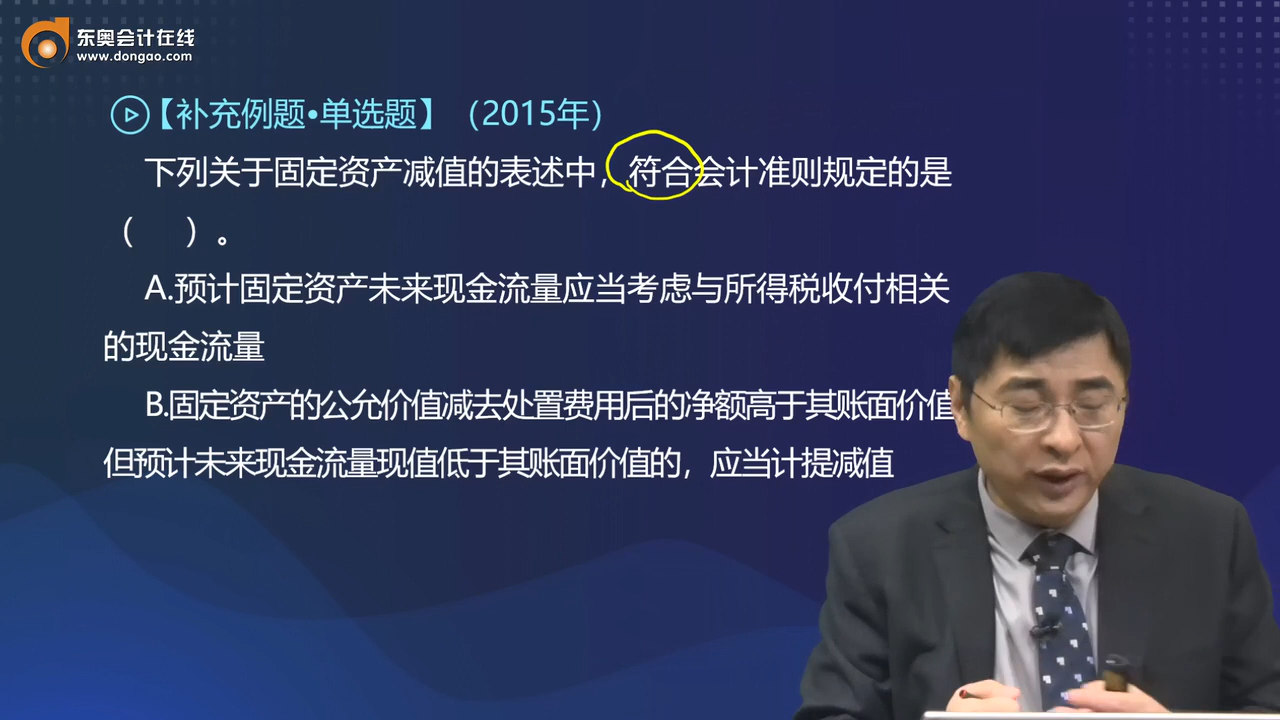 东奥会计在线
www.dongao.com
【补充例题•单选题】（2015年）
下列关于固定资产减值的表述中，符合会计准则规定的是
（ ）。
A.预计固定资产未来现金流量应当考虑与所得税收付相关
的现金流量
B.固定资产的公允价值减去处置费用后的净额高于其账面价值
但预计未来现金流量现值低于其账面价值的，应当计提减值